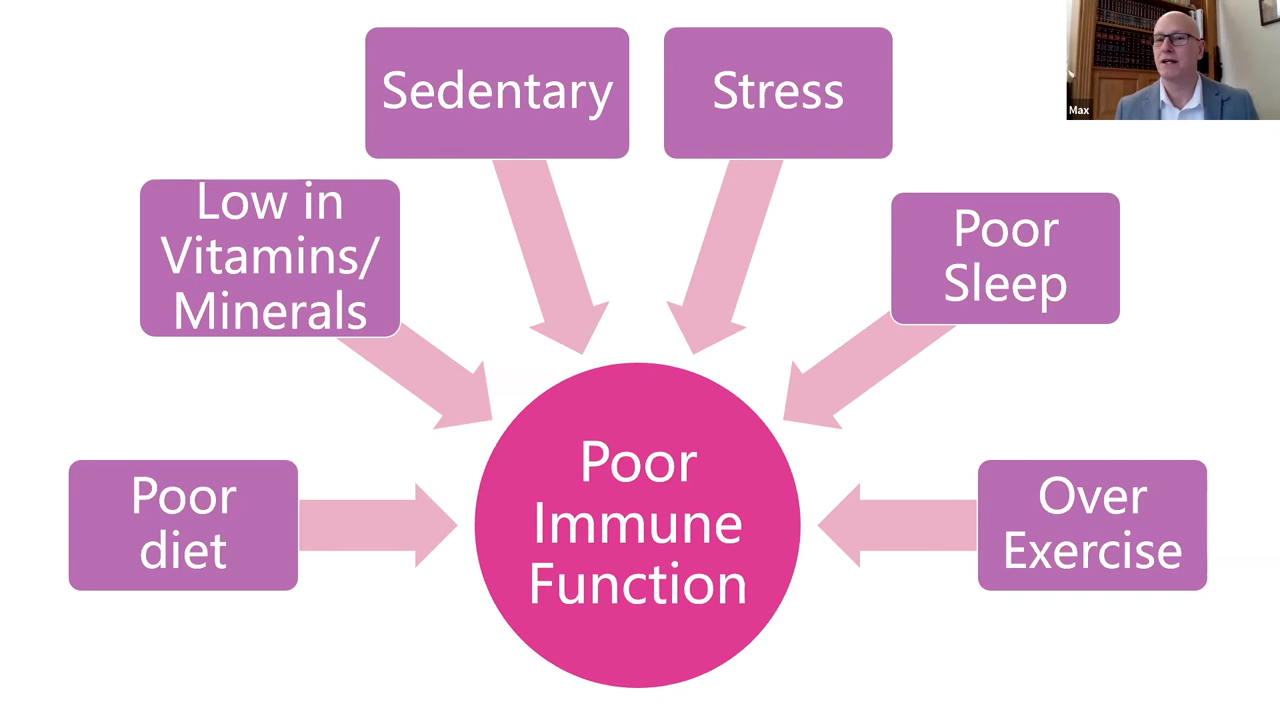 Sedentary
Stress
Max
Low in
Vitamins/
Minerals
Poor
Sleep
Poor
diet
Poor
Immune
Function
Over
Exercise